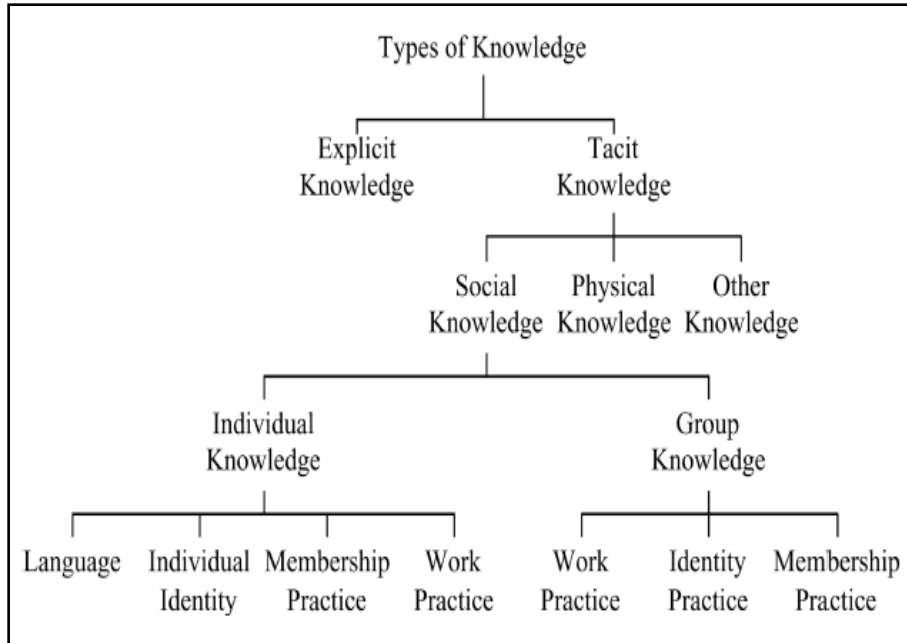 Types of Knowledge
Explicit Tacit
Knowledge Knowledge
Social Physical Other
Knowledge Knowledge Knowledge
Individual Group
Knowledge Knowledge
Language Individual Membership Work Work Identity Membership
Identity Practice Practice Practice Practice Practice